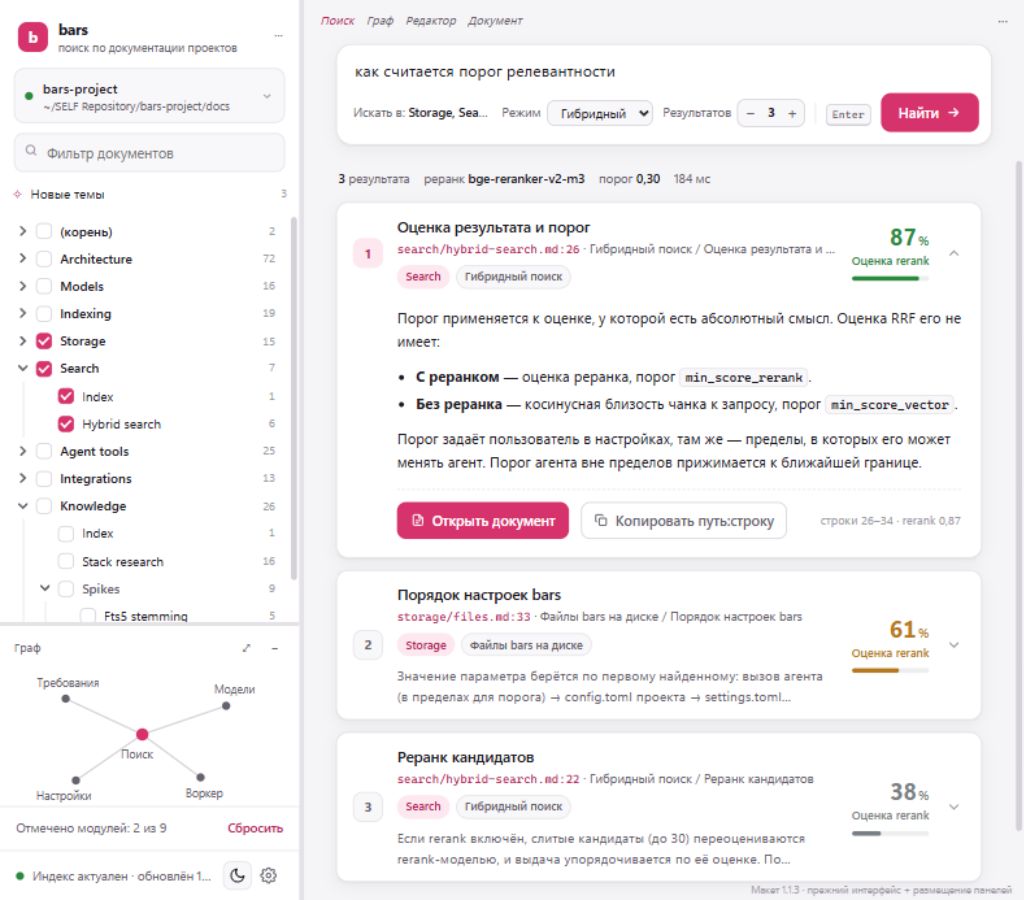 b
bars
поиск по документации проектов
...
bars-project
~/SELF Repository/bars-project/docs
Фильтр документов
Новые темы 3
(корень) 2
Architecture 72
Models 16
Indexing 19
Storage 15
Search 7
Index 1
Hybrid search 6
Agent tools 25
Integrations 13
Knowledge 26
Index 1
Stack research 16
Spikes 9
Fts5 stemming 5
Граф
Требования
Модели
Поиск
Настройки
Воркер
Отмечено модулей: 2 из 9 Сбросить
Индекс актуален · обновлён 1...
Поиск Граф Редактор Документ ...
как считается порог релевантности
Искать в: Storage, Sea... Режим Гибридный Результатов − 3 + Enter Найти →
3 результата реранк bge-reranker-v2-m3 порог 0,30 184 мс
1
Оценка результата и порог
search/hybrid-search.md:26 · Гибридный поиск / Оценка результата и ...
Search Гибридный поиск
87%
Оценка rerank
Порог применяется к оценке, у которой есть абсолютный смысл. Оценка RRF его не
имеет:
• С реранком — оценка реранка, порог min_score_rerank.
• Без реранка — косинусная близость чанка к запросу, порог min_score_vector.
Порог задаёт пользователь в настройках, там же — пределы, в которых его может
менять агент. Порог агента вне пределов прижимается к ближайшей границе.
Открыть документ Копировать путь:строку строки 26–34 · rerank 0,87
2
Порядок настроек bars
storage/files.md:33 · Файлы bars на диске / Порядок настроек bars
Storage Файлы bars на диске
Значение параметра берётся по первому найденному: вызов агента
(в пределах для порога) → config.toml проекта → settings.toml...
61%
Оценка rerank
3
Реранк кандидатов
search/hybrid-search.md:22 · Гибридный поиск / Реранк кандидатов
Search Гибридный поиск
Если rerank включён, слитые кандидаты (до 30) переоцениваются
rerank-моделью, и выдача упорядочивается по её оценке. По...
38%
Оценка rerank
Макет 1.1.3 · прежний интерфейс + размещение панелей